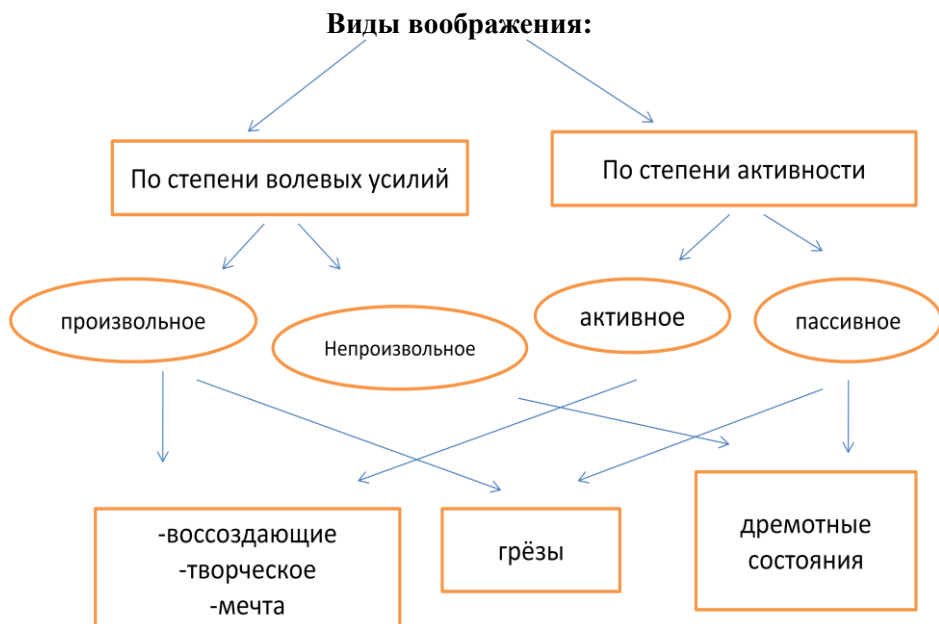 Виды воображения:
По степени волевых усилий
По степени активности
произвольное
Непроизвольное
активное
пассивное
-воссоздающие
-творческое
-мечта
грёзы
дремотные
состояния